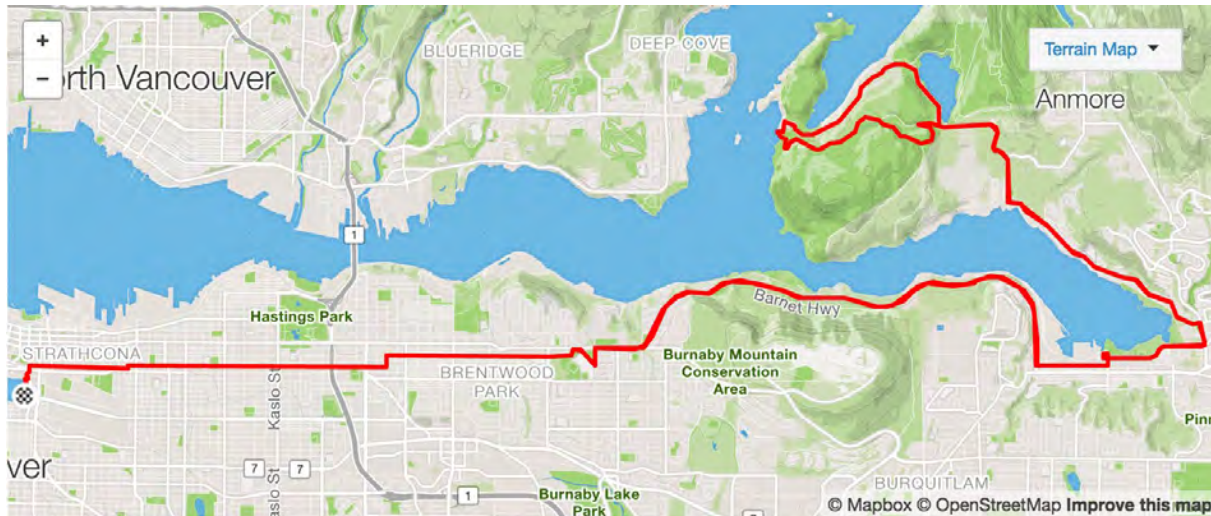 +
−
BLUERIDGE
DEEP COVE
Terrain Map
orth Vancouver
Anmore
1
Hastings Park
Barnet Hwy
STRATHCONA
BRENTWOOD
PARK
Burnaby Mountain
Conservation
Area
Kaslo St
Pinn
ver
7
7
Kaslo St
1
Burnaby Lake
Park
7
BURQUITLAM
© Mapbox © OpenStreetMap Improve this map